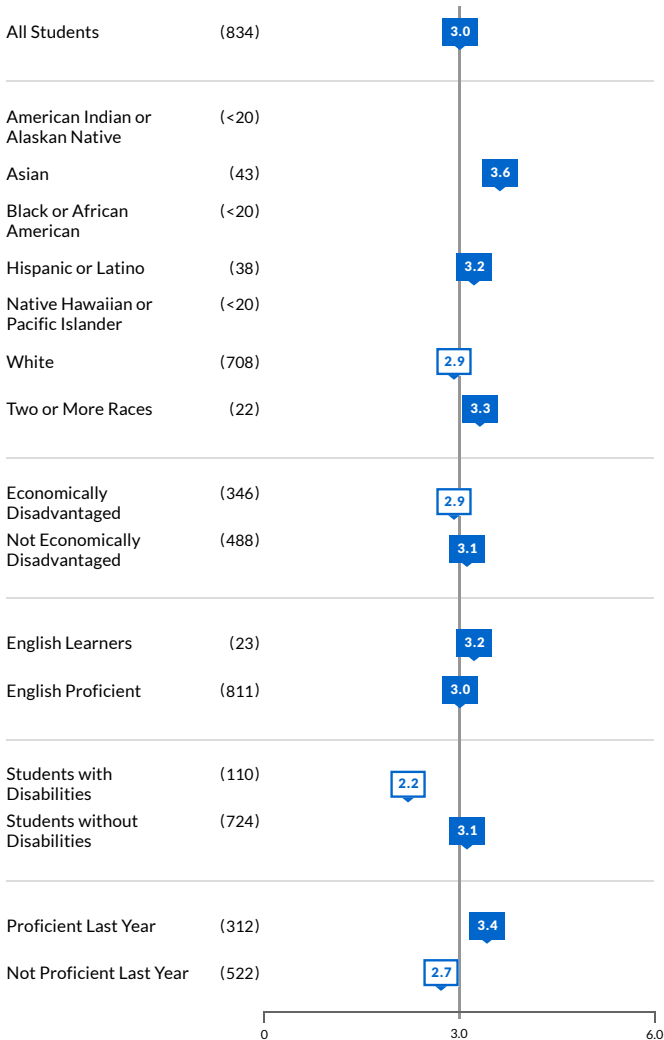 All Students (834) 3.0
American Indian or (<20)
Alaskan Native
Asian (43) 3.6
Black or African (<20)
American
Hispanic or Latino (38) 3.2
Native Hawaiian or (<20)
Pacific Islander
White (708) 2.9
Two or More Races (22) 3.3
Economically (346) 2.9
Disadvantaged
Not Economically (488) 3.1
Disadvantaged
English Learners (23) 3.2
English Proficient (811) 3.0
Students with (110) 2.2
Disabilities
Students without (724) 3.1
Disabilities
Proficient Last Year (312) 3.4
Not Proficient Last Year (522) 2.7
0 3.0 6.0